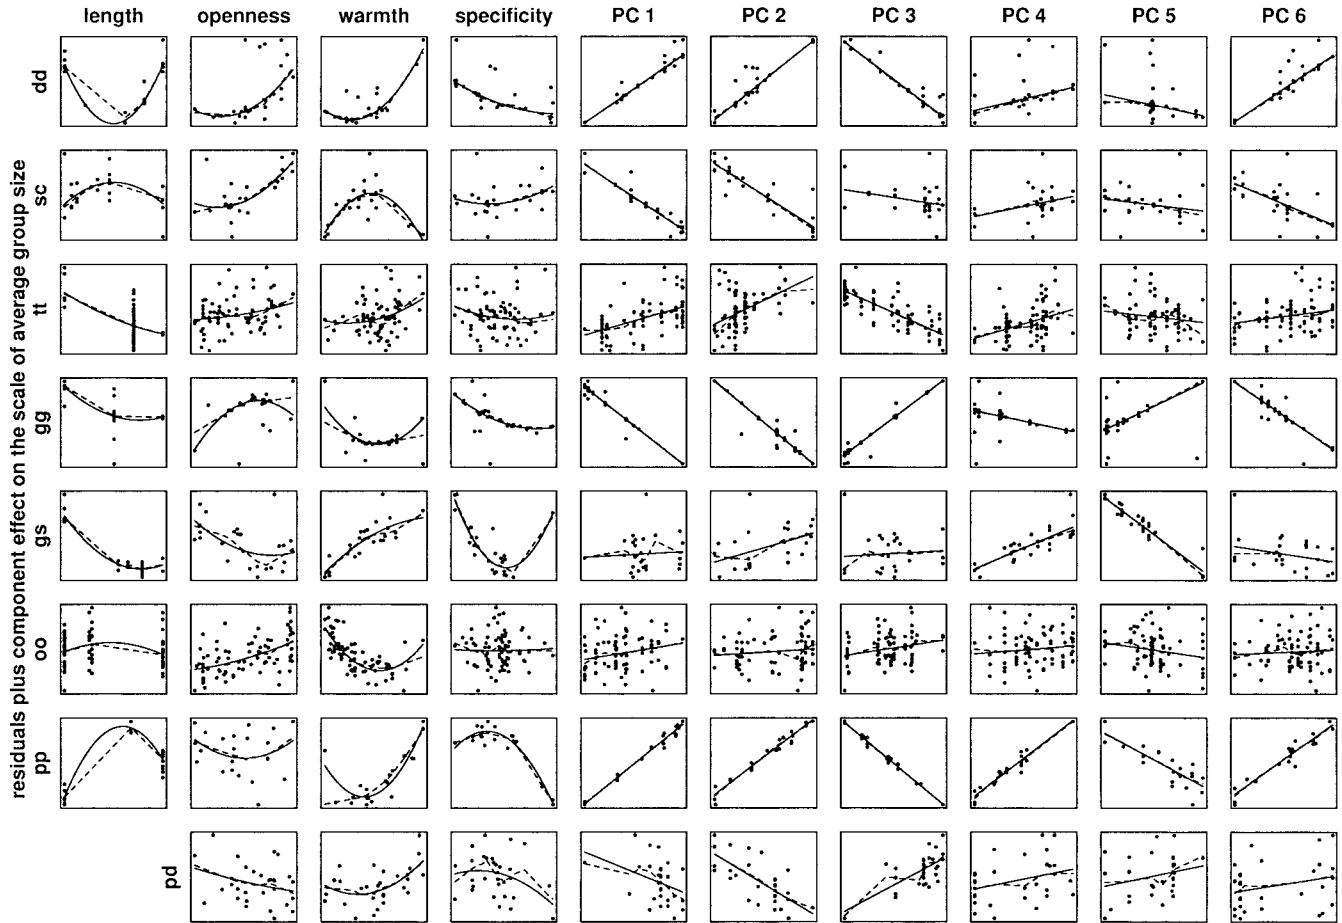 length openness warmth specificity PC 1 PC 2 PC 3 PC 4 PC 5 PC 6
residuals plus component effect on the scale of average group size
dd
sc
tt
gg
gs
oo
pp
pd